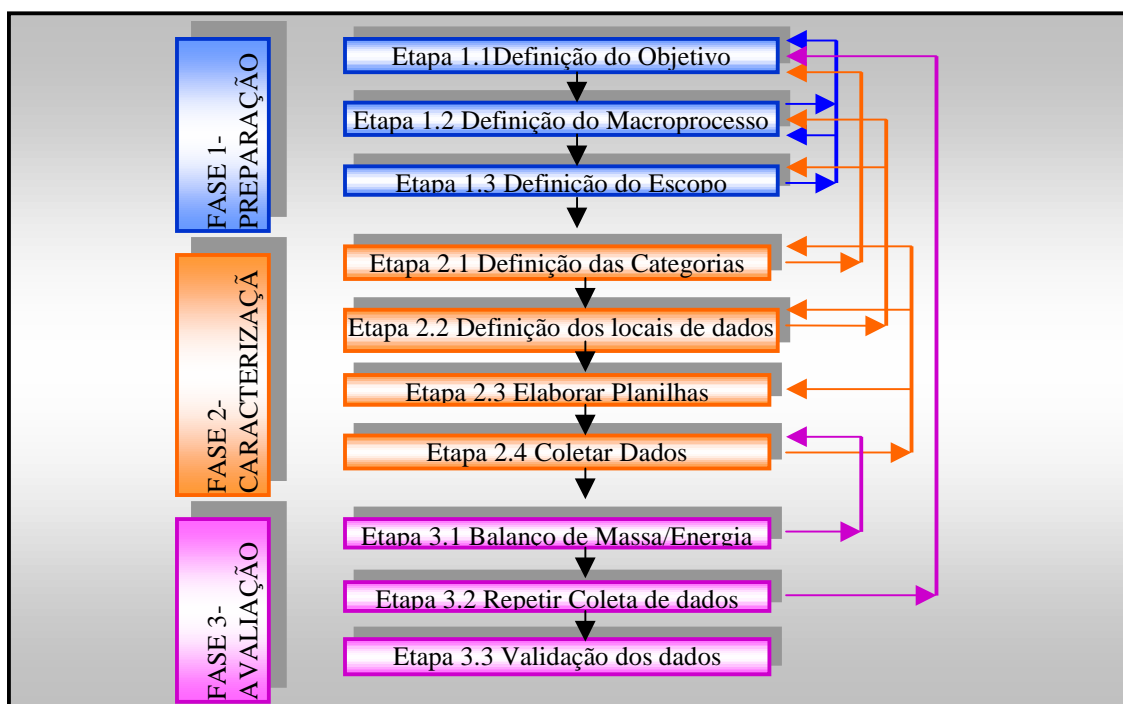 FASE 1-
PREPARAÇÃO
Etapa 1.1Definição do Objetivo
Etapa 1.2 Definição do Macroprocesso
Etapa 1.3 Definição do Escopo
FASE 2-
CARACTERIZAÇÃ
Etapa 2.1 Definição das Categorias
Etapa 2.2 Definição dos locais de dados
Etapa 2.3 Elaborar Planilhas
Etapa 2.4 Coletar Dados
FASE 3-
AVALIAÇÃO
Etapa 3.1 Balanço de Massa/Energia
Etapa 3.2 Repetir Coleta de dados
Etapa 3.3 Validação dos dados